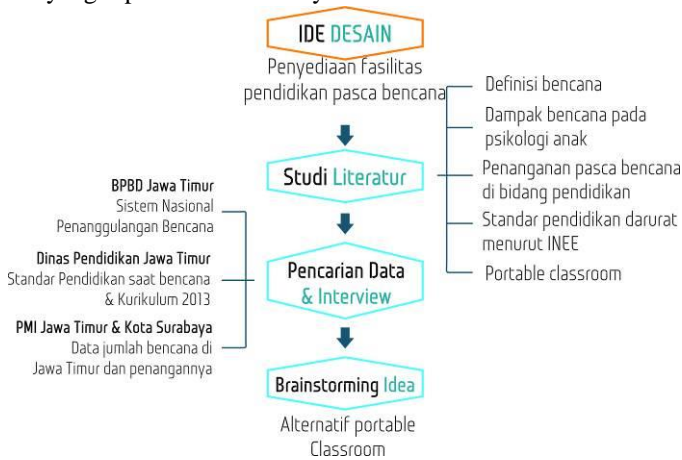 IDE DESAIN
Penyediaan fasilitas
pendidikan pasca bencana
Definisi bencana
Dampak bencana pada
psikologi anak
Studi Literatur
Penanganan pasca bencana
di bidang pendidikan
Standar pendidikan darurat
menurut INEE
Portable classroom
BPBD Jawa Timur
Sistem Nasional
Penanggulangan Bencana
Dinas Pendidikan Jawa Timur
Standar Pendidikan saat bencana
& Kurikulum 2013
PMI Jawa Timur & Kota Surabaya
Data jumlah bencana di
Jawa Timur dan penangannya
Pencarian Data
& Interview
Brainstorming Idea
Alternatif portable
Classroom